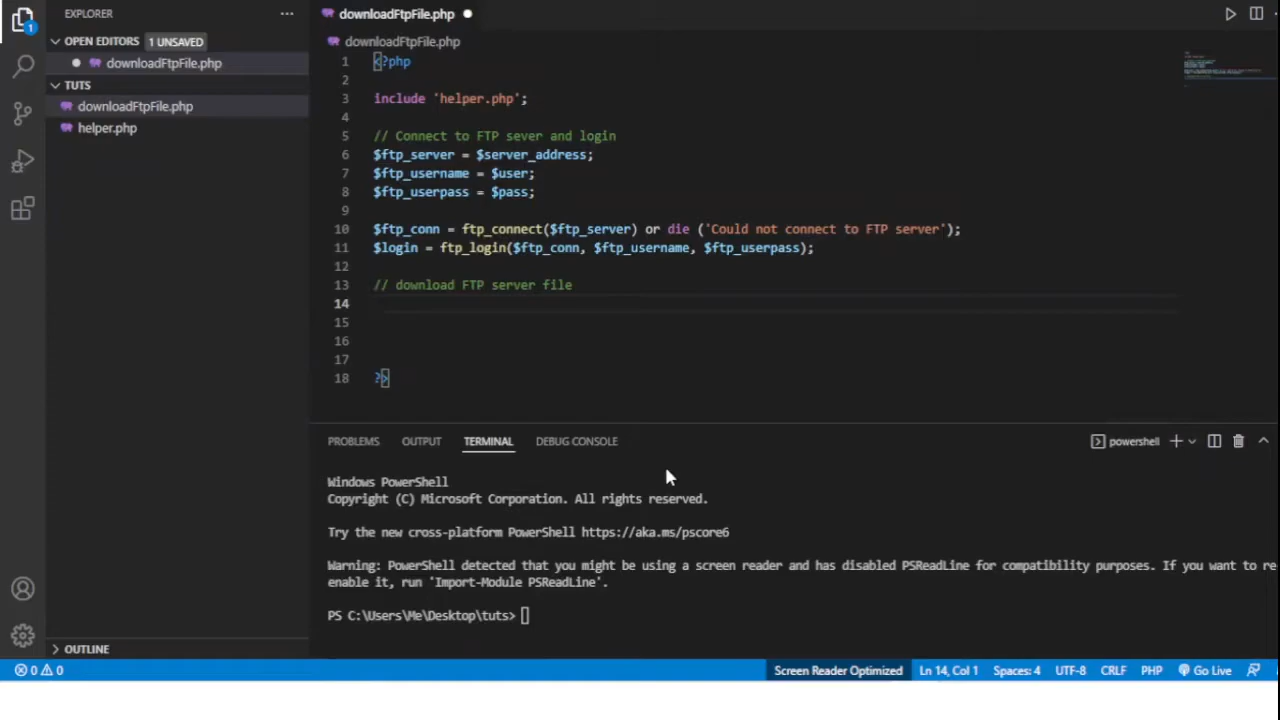 EXPLORER
···
downloadFtpFile.php
OPEN EDITORS 1 UNSAVED
downloadFtpFile.php
downloadFtpFile.php
TUTS
downloadFtpFile.php
helper.php
1 <?php
2
3 include 'helper.php';
4
5 // Connect to FTP sever and login
6 $ftp_server = $server_address;
7 $ftp_username = $user;
8 $ftp_userpass = $pass;
9
10 $ftp_conn = ftp_connect($ftp_server) or die ('Could not connect to FTP server');
11 $login = ftp_login($ftp_conn, $ftp_username, $ftp_userpass);
12
13 // download FTP server file
14
15
16
17
18 ?>
PROBLEMS OUTPUT TERMINAL DEBUG CONSOLE powershell
Windows PowerShell
Copyright (C) Microsoft Corporation. All rights reserved.
Try the new cross-platform PowerShell https://aka.ms/pscore6
Warning: PowerShell detected that you might be using a screen reader and has disabled PSReadLine for compatibility purposes. If you want to re
enable it, run 'Import-Module PSReadLine'.
PS C:\Users\Me\Desktop\tuts>
OUTLINE
0 0 Screen Reader Optimized Ln 14, Col 1 Spaces: 4 UTF-8 CRLF PHP Go Live
1